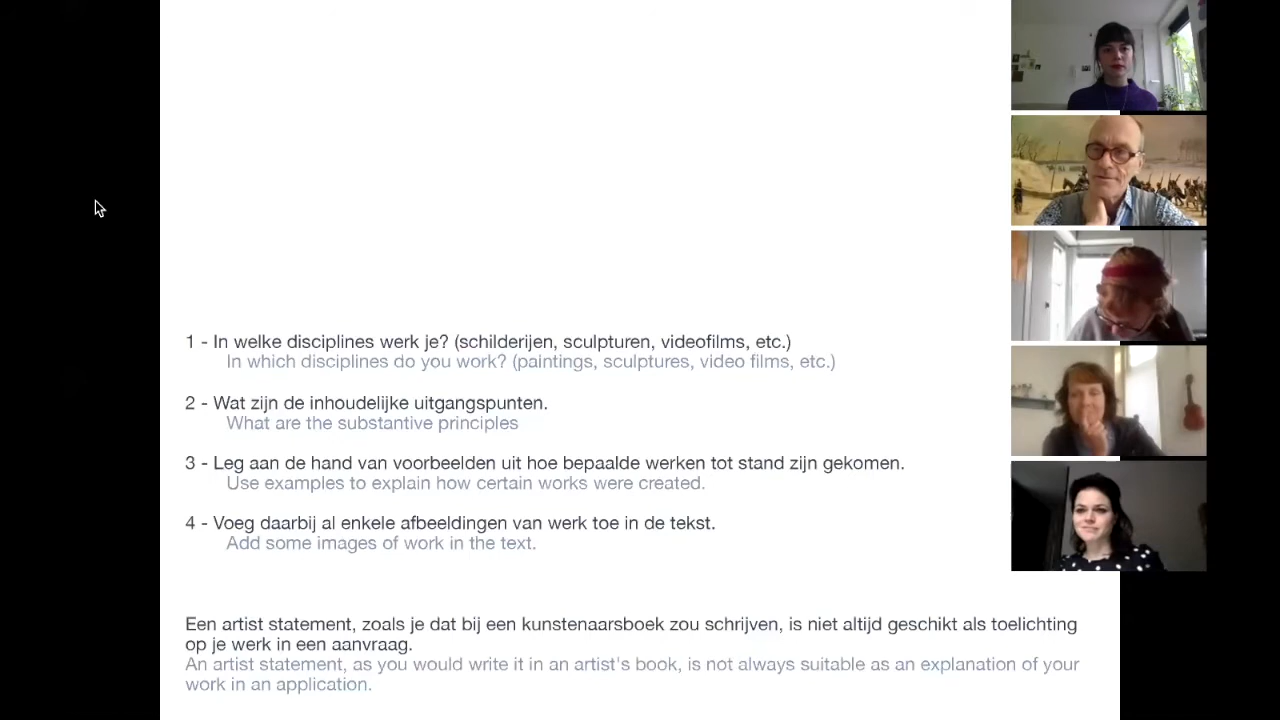 1 - In welke disciplines werk je? (schilderijen, sculpturen, videofilms, etc.)
In which disciplines do you work? (paintings, sculptures, video films, etc.)
2 - Wat zijn de inhoudelijke uitgangspunten.
What are the substantive principles
3 - Leg aan de hand van voorbeelden uit hoe bepaalde werken tot stand zijn gekomen.
Use examples to explain how certain works were created.
4 - Voeg daarbij al enkele afbeeldingen van werk toe in de tekst.
Add some images of work in the text.
Een artist statement, zoals je dat bij een kunstenaarsboek zou schrijven, is niet altijd geschikt als toelichting
op je werk in een aanvraag.
An artist statement, as you would write it in an artist's book, is not always suitable as an explanation of your
work in an application.